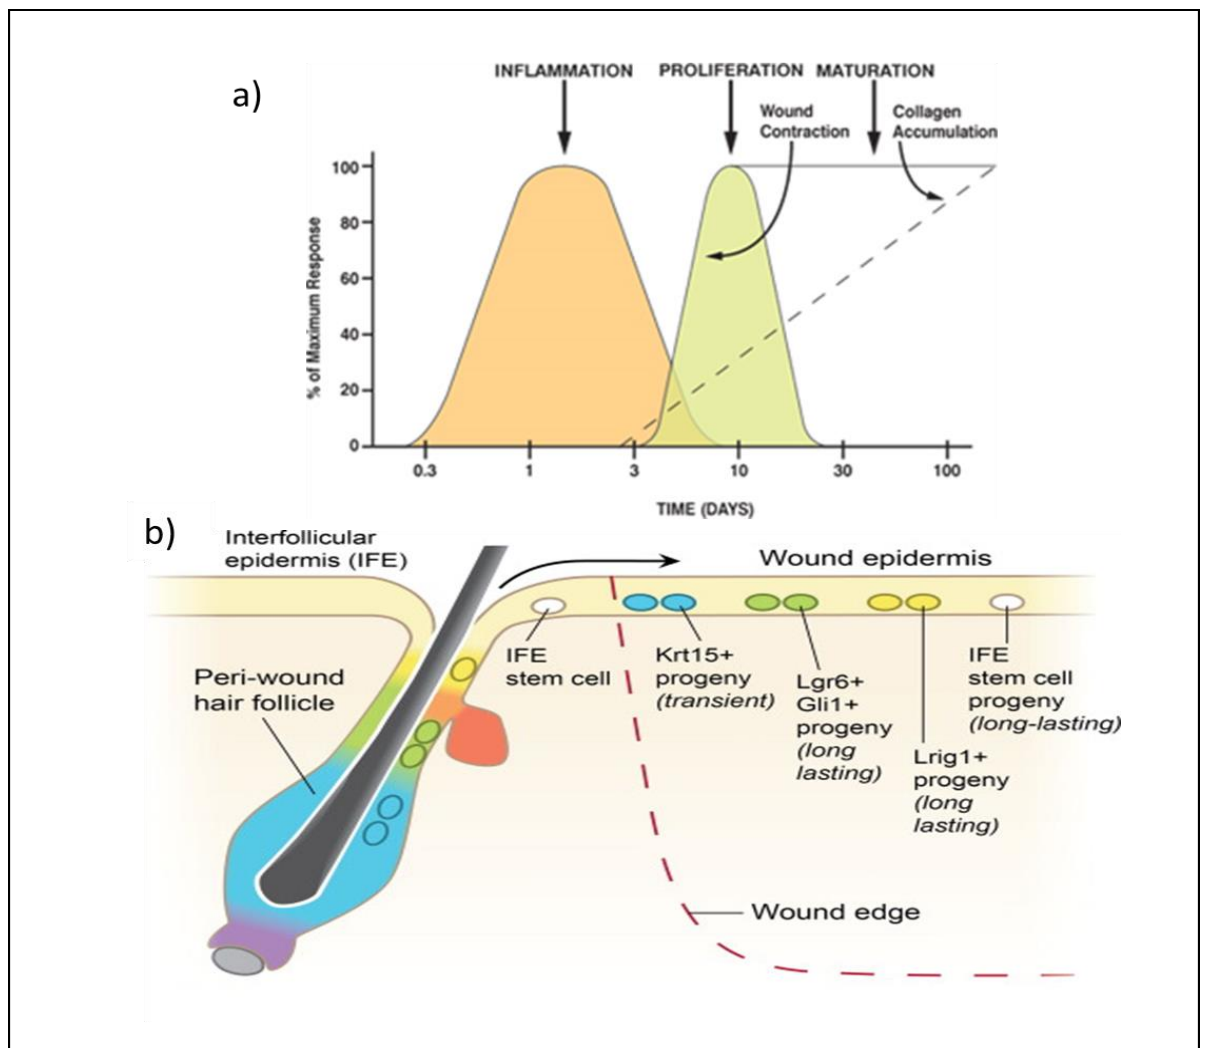 a)
INFLAMMATION PROLIFERATION MATURATION
Wound
Contraction
Collagen
Accumulation
% of Maximum Response
100
80
60
40
20
0
0.3 1 3 10 30 100
TIME (DAYS)
b)
Interfollicular
epidermis (IFE)
Wound epidermis
Peri-wound
hair follicle
IFE
stem cell
Krt15+
progeny
(transient)
Lgr6+
Gli1+
progeny
(long
lasting)
Lrig1+
progeny
(long
lasting)
IFE
stem cell
progeny
(long-lasting)
Wound edge